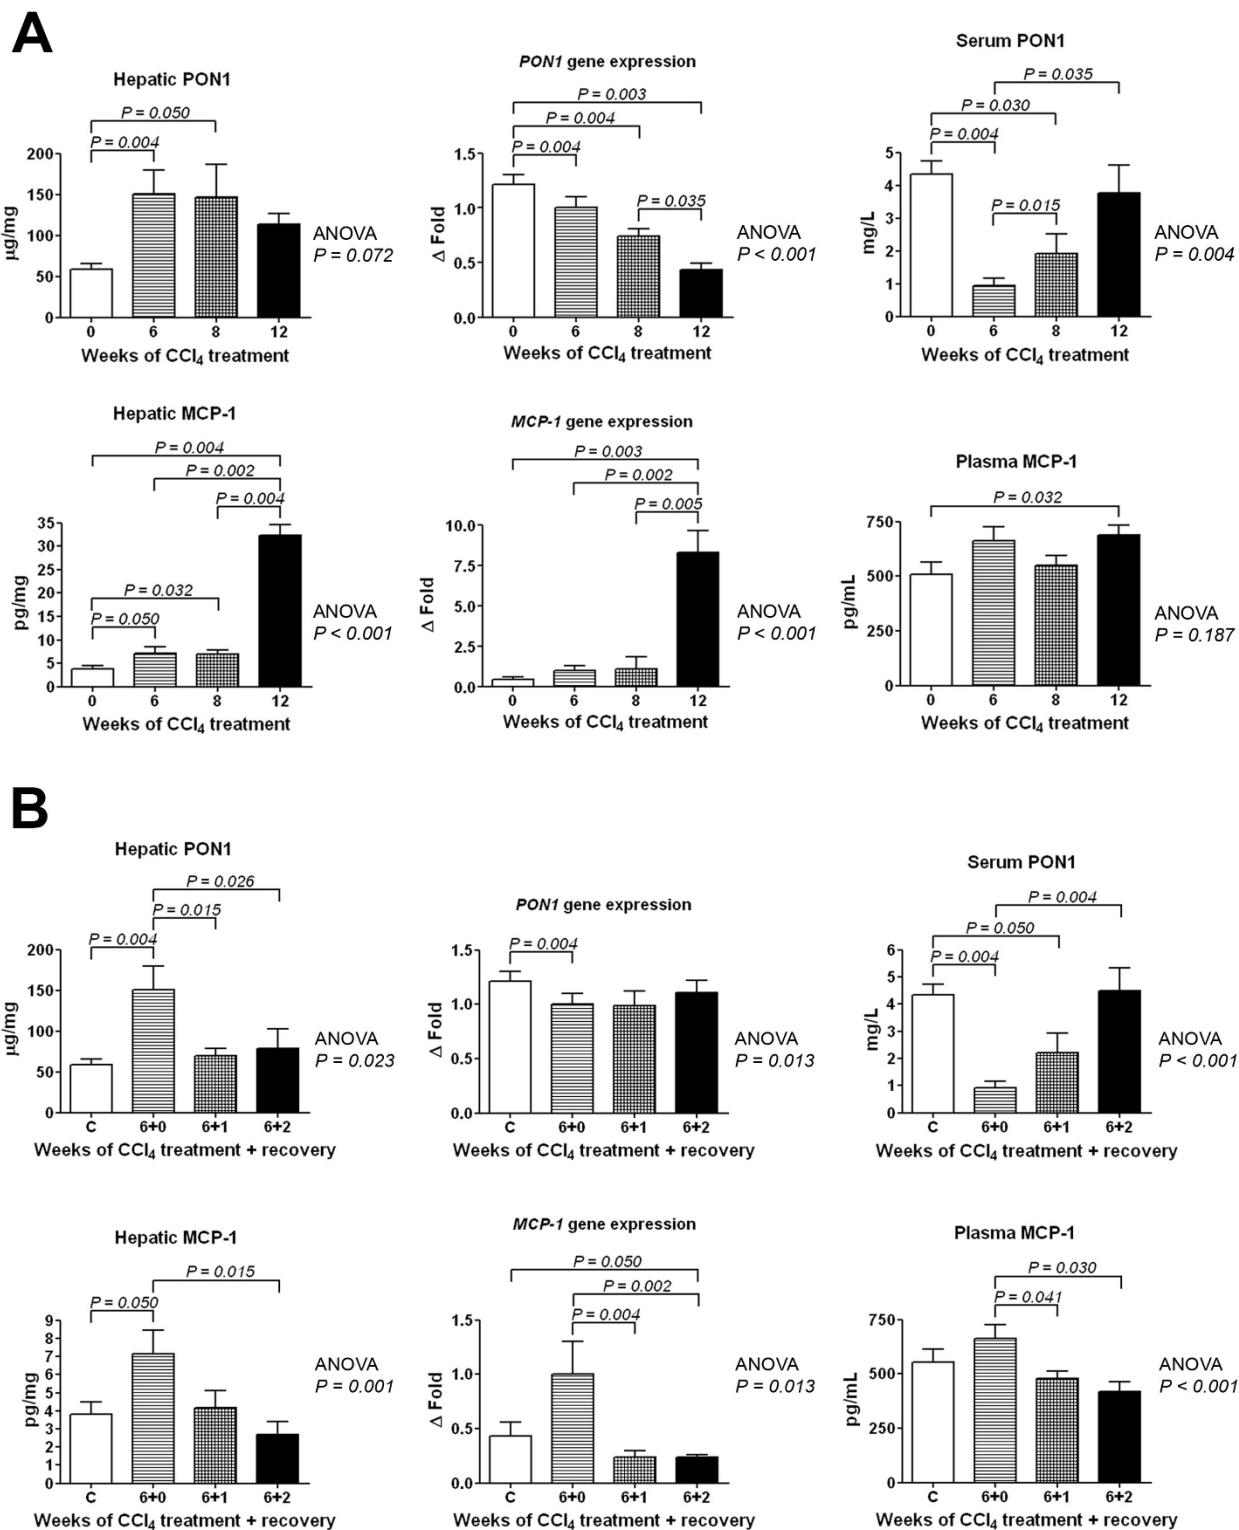 A
Hepatic PON1
P = 0.050
P = 0.004
200
150
100
50
0
µg/mg
0 6 8 12
Weeks of CCl₄ treatment
ANOVA
P = 0.072
PON1 gene expression
P = 0.003
P = 0.004
P = 0.004
P = 0.035
1.5
1.0
0.5
0.0
Δ Fold
0 6 8 12
Weeks of CCl₄ treatment
ANOVA
P < 0.001
Serum PON1
P = 0.035
P = 0.030
P = 0.004
P = 0.015
5
4
3
2
1
0
mg/L
0 6 8 12
Weeks of CCl₄ treatment
ANOVA
P = 0.004
Hepatic MCP-1
P = 0.004
P = 0.002
P = 0.004
P = 0.032
P = 0.050
35
30
25
20
15
10
5
0
pg/mg
0 6 8 12
Weeks of CCl₄ treatment
ANOVA
P < 0.001
MCP-1 gene expression
P = 0.003
P = 0.002
P = 0.005
10.0
7.5
5.0
2.5
0.0
Δ Fold
0 6 8 12
Weeks of CCl₄ treatment
ANOVA
P < 0.001
Plasma MCP-1
P = 0.032
750
500
250
0
pg/mL
0 6 8 12
Weeks of CCl₄ treatment
ANOVA
P = 0.187
B
Hepatic PON1
P = 0.026
P = 0.015
P = 0.004
200
150
100
50
0
µg/mg
C 6+0 6+1 6+2
Weeks of CCl₄ treatment + recovery
ANOVA
P = 0.023
PON1 gene expression
P = 0.004
1.5
1.0
0.5
0.0
Δ Fold
C 6+0 6+1 6+2
Weeks of CCl₄ treatment + recovery
ANOVA
P = 0.013
Serum PON1
P = 0.004
P = 0.050
P = 0.004
6
5
4
3
2
1
0
mg/L
C 6+0 6+1 6+2
Weeks of CCl₄ treatment + recovery
ANOVA
P < 0.001
Hepatic MCP-1
P = 0.015
P = 0.050
9
8
7
6
5
4
3
2
1
0
pg/mg
C 6+0 6+1 6+2
Weeks of CCl₄ treatment + recovery
ANOVA
P = 0.001
MCP-1 gene expression
P = 0.050
P = 0.002
P = 0.004
1.5
1.0
0.5
0.0
Δ Fold
C 6+0 6+1 6+2
Weeks of CCl₄ treatment + recovery
ANOVA
P = 0.013
Plasma MCP-1
P = 0.030
P = 0.041
750
500
250
0
pg/mL
C 6+0 6+1 6+2
Weeks of CCl₄ treatment + recovery
ANOVA
P < 0.001